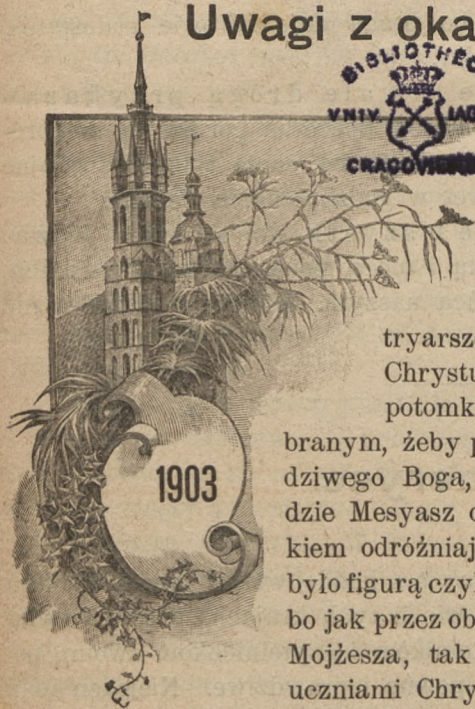 Uwagi z oka
BIBLIOTHEC
VNIV. IAG
CRACOVIENSIS
tryarsz
Chrystu
potomk
branym, żeby p
dziwego Boga,
dzie Mesyasz
kiem odróżniaj
było figurą czy
bo jak przez ob
Mojżesza, tak
uczniami Chry
1903